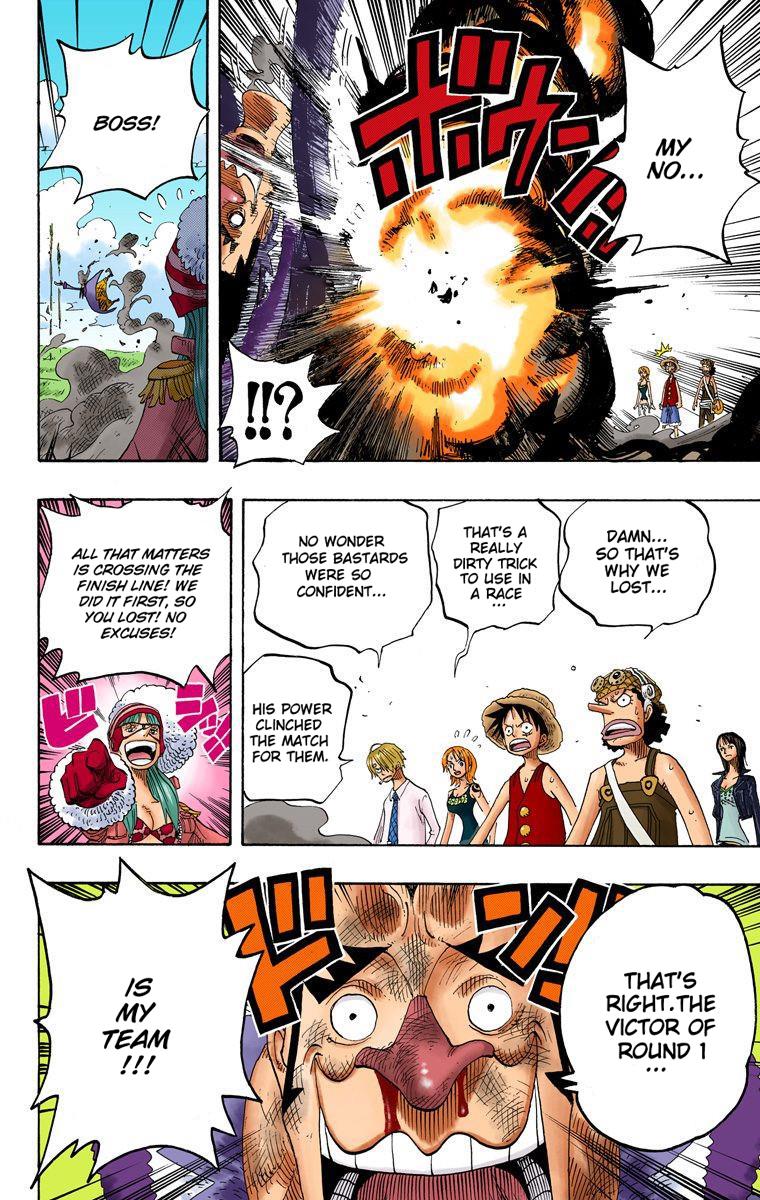 MY
NO...
ボウーン!!
!!?
BOSS!
DAMN...
SO THAT'S
WHY WE
LOST...
THAT'S A
REALLY
DIRTY TRICK
TO USE IN
A RACE
...
NO WONDER
THOSE BASTARDS
WERE SO
CONFIDENT...
HIS POWER
CLINCHED
THE MATCH
FOR THEM.
ALL THAT MATTERS
IS CROSSING THE
FINISH LINE! WE
DID IT FIRST, SO
YOU LOST! NO
EXCUSES!
ビシッ!!
THAT'S
RIGHT.THE
VICTOR OF
ROUND 1
...
ドン!!
IS
MY
TEAM
!!!